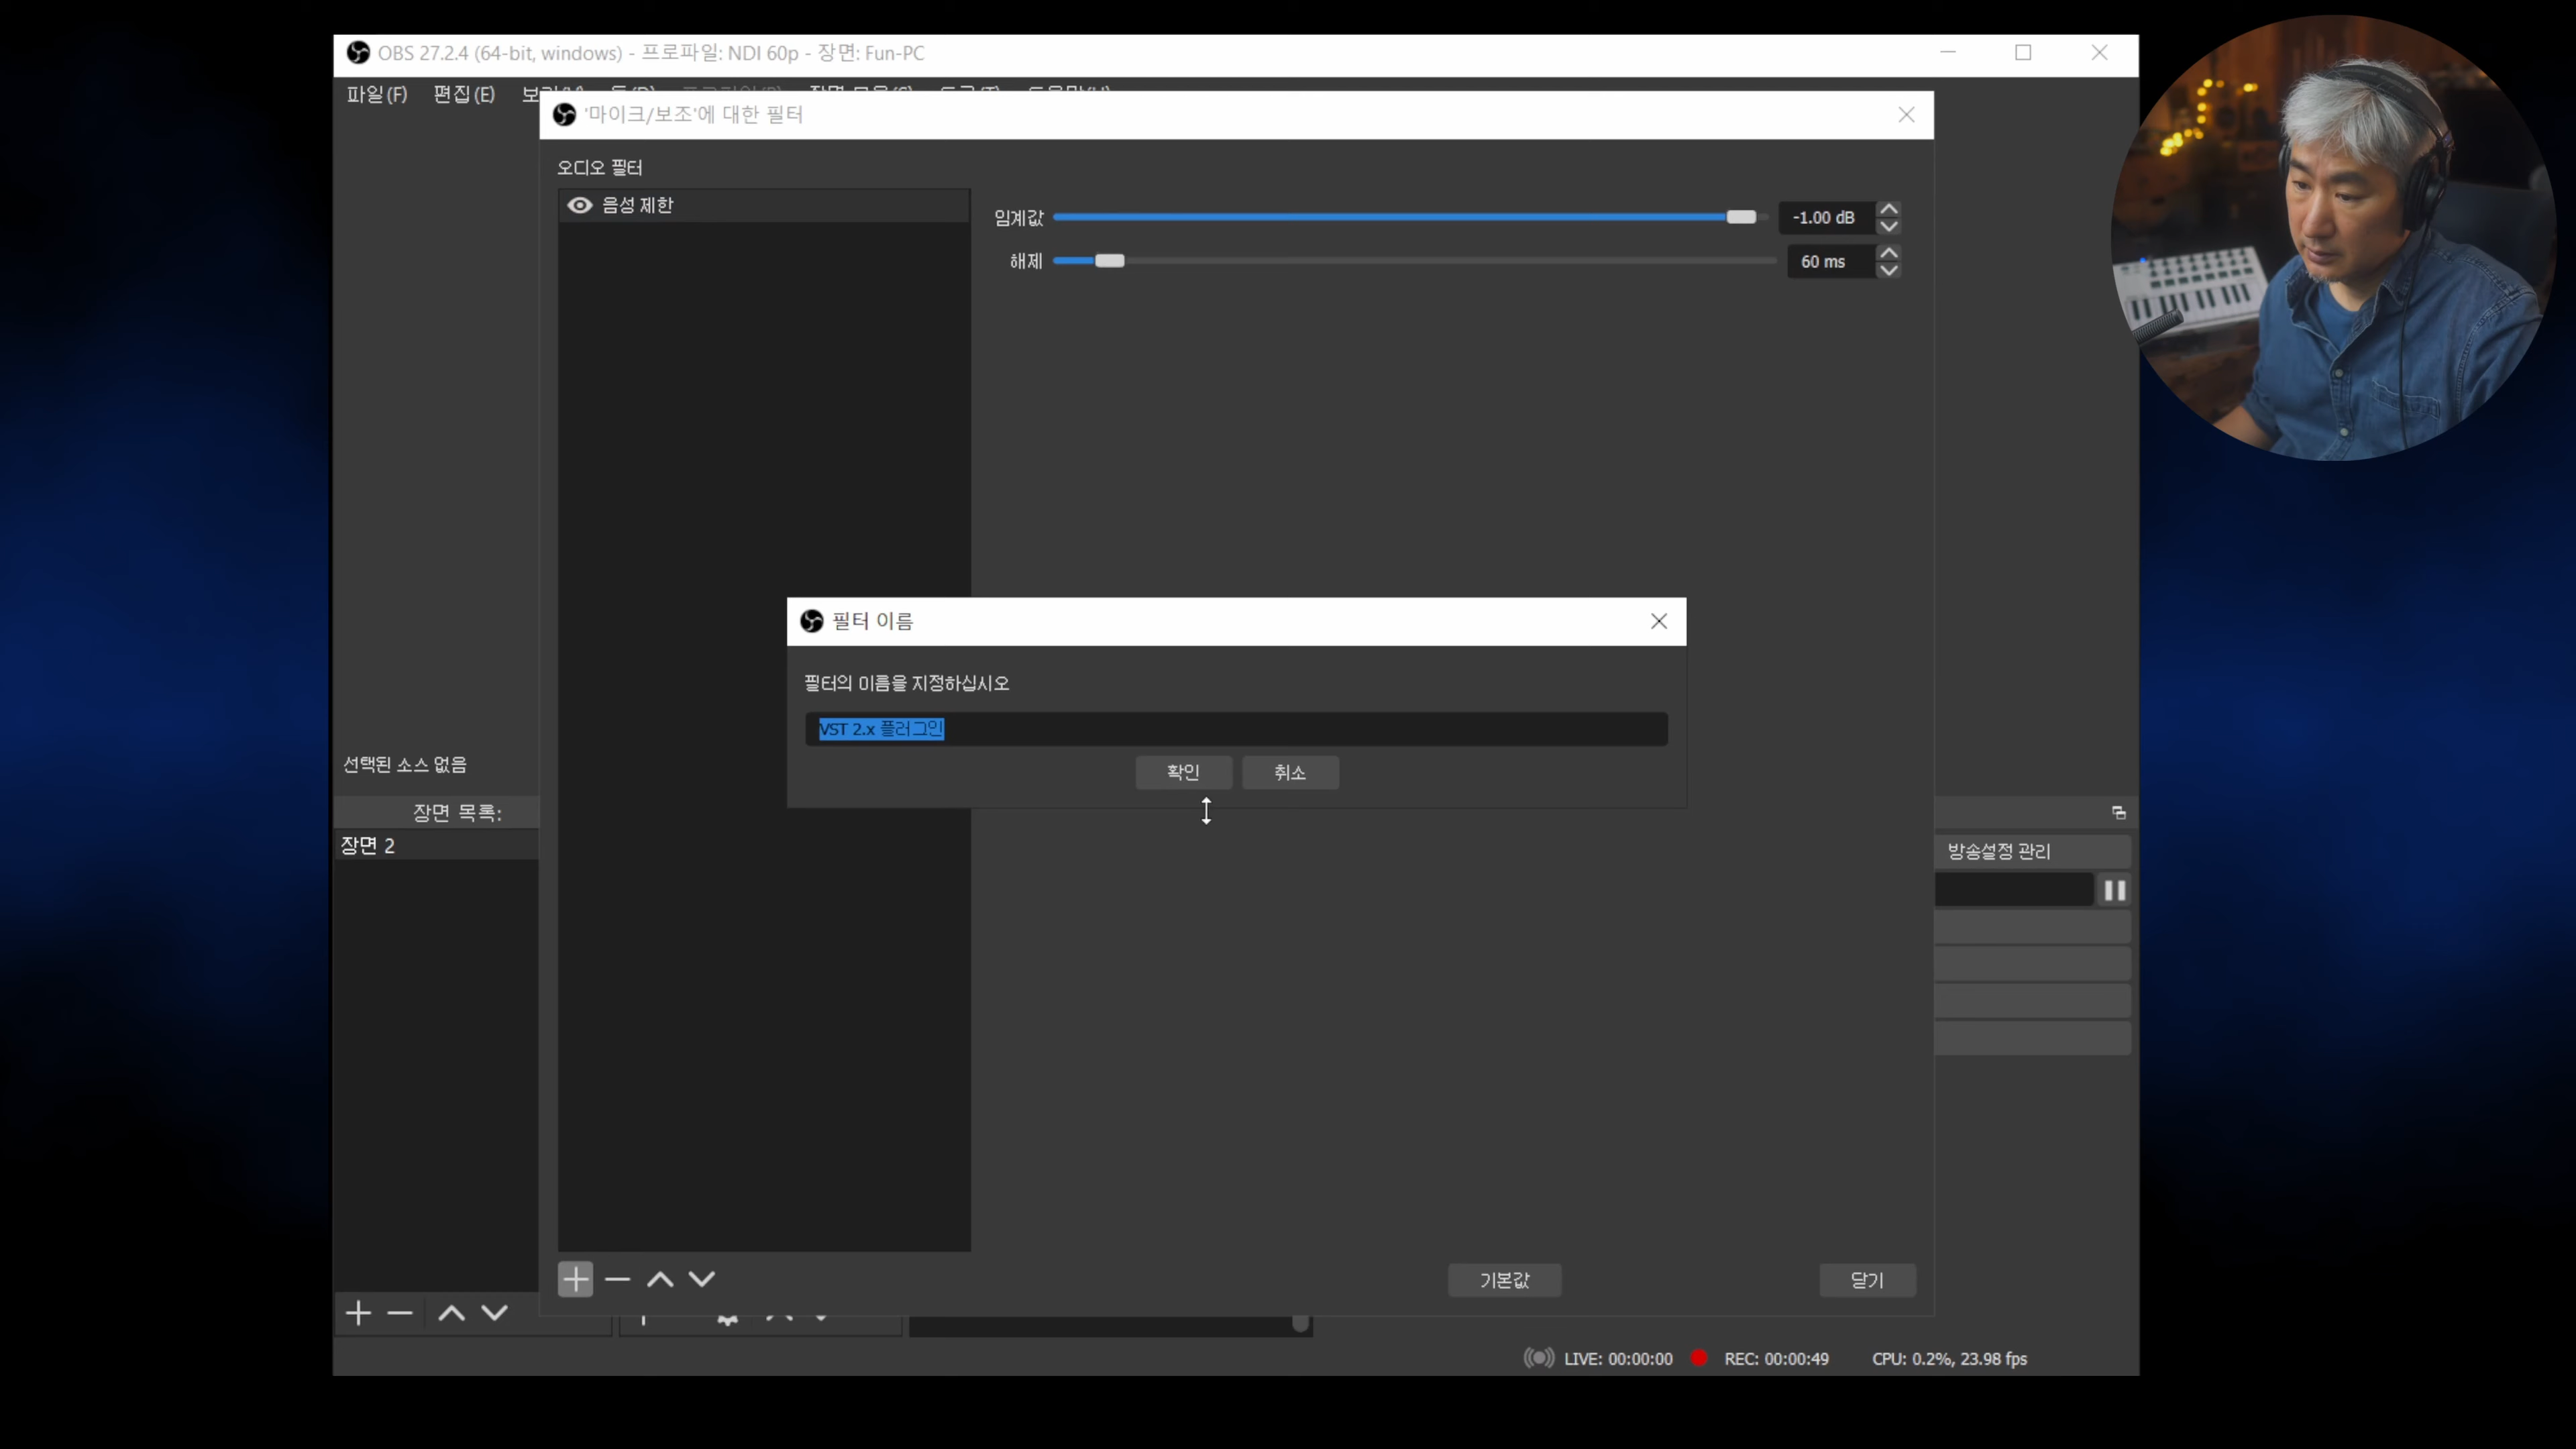 OBS 27.2.4 (64-bit, windows) - 프로파일: NDI 60p - 장면: Fun-PC
파일(F) 편집(E)
'마이크/보조'에 대한 필터
오디오 필터
음성 제한
임계값 -1.00 dB
해제 60 ms
필터 이름
필터의 이름을 지정하십시오
VST 2.x 플러그인
확인 취소
선택된 소스 없음
장면 목록:
장면 2
방송설정 관리
기본값 닫기
LIVE: 00:00:00 REC: 00:00:49 CPU: 0.2%, 23.98 fps